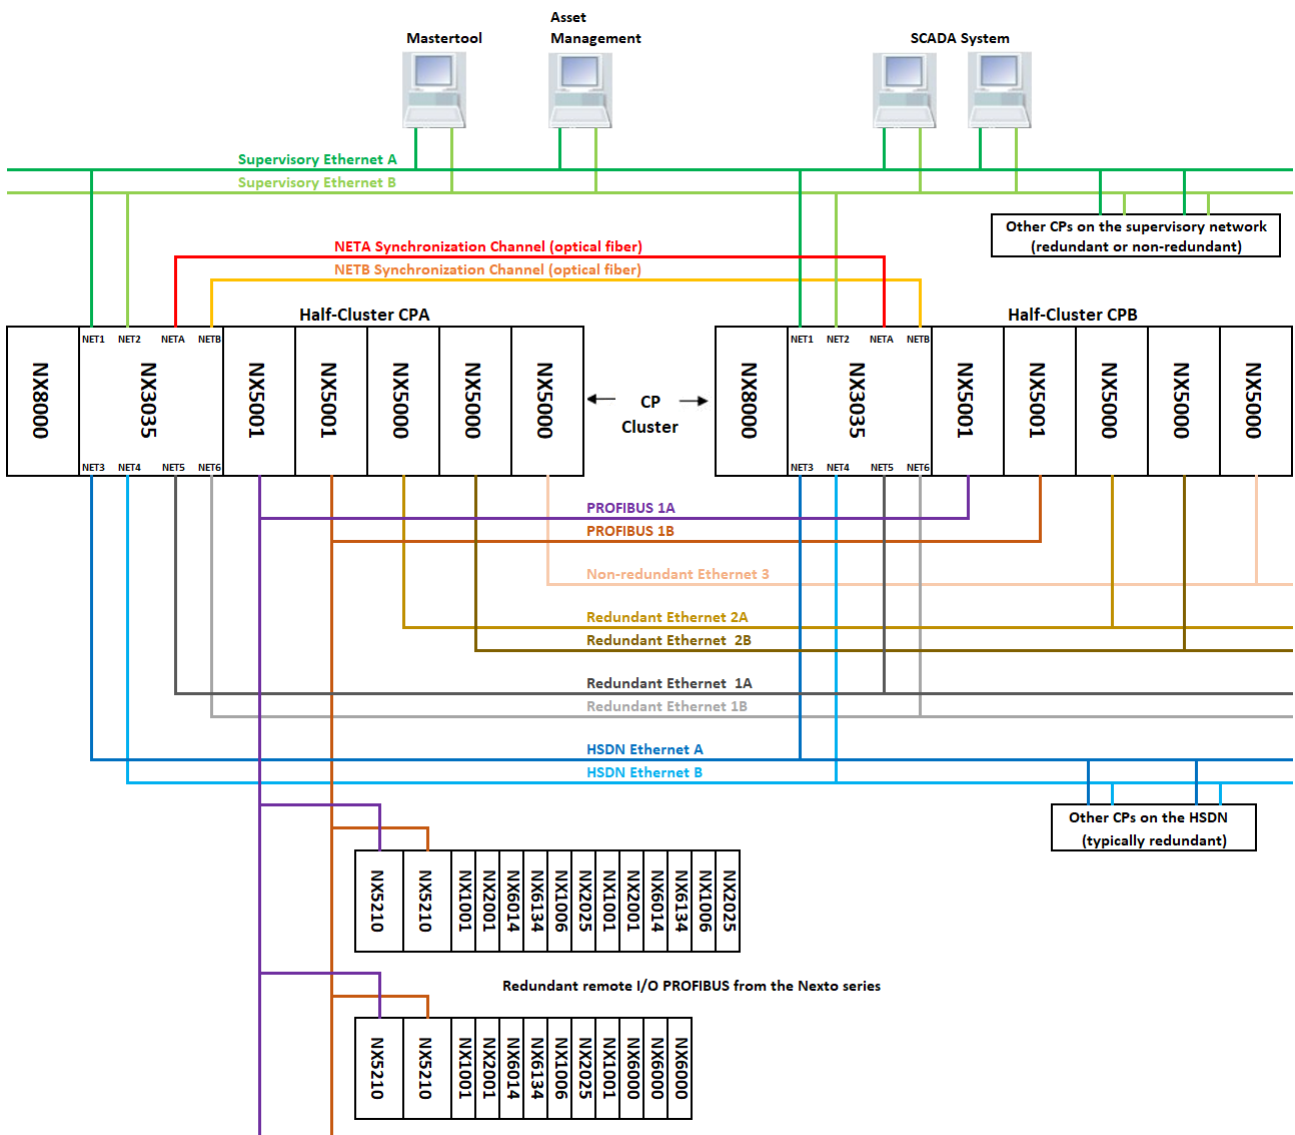 Asset
Mastertool
Management
SCADA System
Supervisory Ethernet A
Supervisory Ethernet B
Other CPs on the supervisory network
(redundant or non-redundant)
NETA Synchronization Channel (optical fiber)
NETB Synchronization Channel (optical fiber)
Half-Cluster CPA
Half-Cluster CPB
NET1 NET2 NETA NETB
NET1 NET2 NETA NETB
NX8000
NX3035
NX5001
NX5001
NX5000
NX5000
NX5000
CP
Cluster
NX8000
NX3035
NX5001
NX5001
NX5000
NX5000
NX5000
NET3 NET4 NET5 NET6
NET3 NET4 NET5 NET6
PROFIBUS 1A
PROFIBUS 1B
Non-redundant Ethernet 3
Redundant Ethernet 2A
Redundant Ethernet 2B
Redundant Ethernet 1A
Redundant Ethernet 1B
HSDN Ethernet A
HSDN Ethernet B
Other CPs on the HSDN
(typically redundant)
NX5210
NX5210
NX1001
NX2001
NX6014
NX6134
NX1006
NX2025
NX1001
NX2001
NX6014
NX6134
NX1006
NX2025
Redundant remote I/O PROFIBUS from the Nexto series
NX5210
NX5210
NX1001
NX2001
NX6014
NX6134
NX1006
NX2025
NX1001
NX6000
NX6000
NX6000